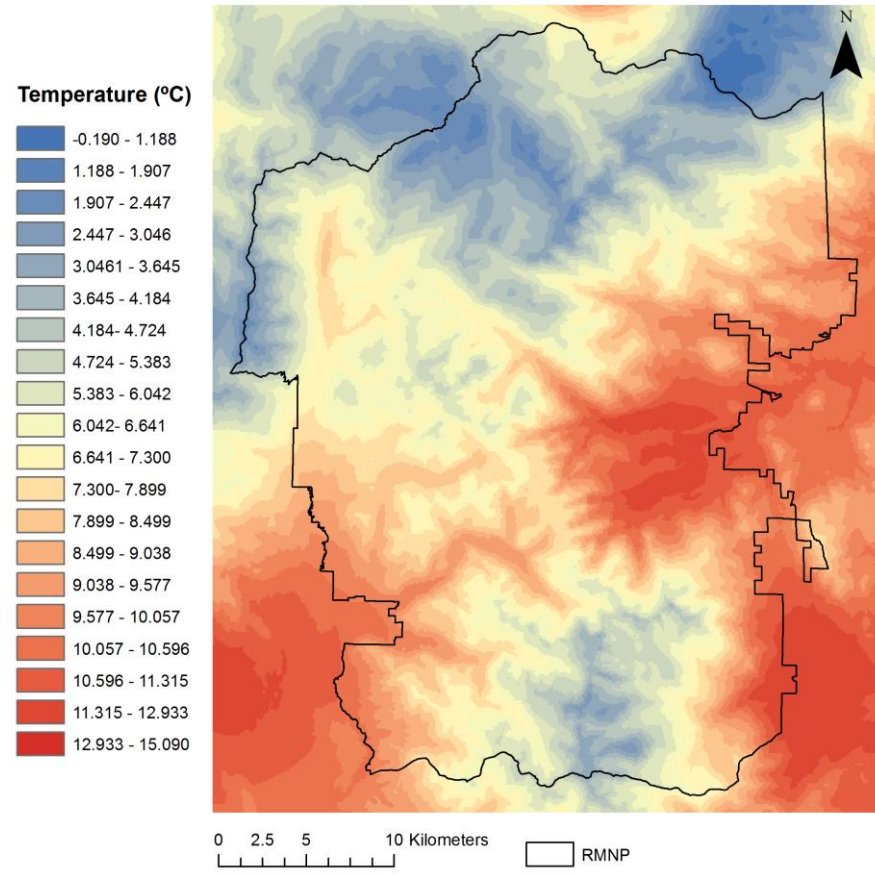 N
Temperature (ºC)
-0.190 - 1.188
1.188 - 1.907
1.907 - 2.447
2.447 - 3.046
3.0461 - 3.645
3.645 - 4.184
4.184 - 4.724
4.724 - 5.383
5.383 - 6.042
6.042- 6.641
6.641 - 7.300
7.300- 7.899
7.899 - 8.499
8.499 - 9.038
9.038 - 9.577
9.577 - 10.057
10.057 - 10.596
10.596 - 11.315
11.315 - 12.933
12.933 - 15.090
0 2.5 5 10 Kilometers
RMNP